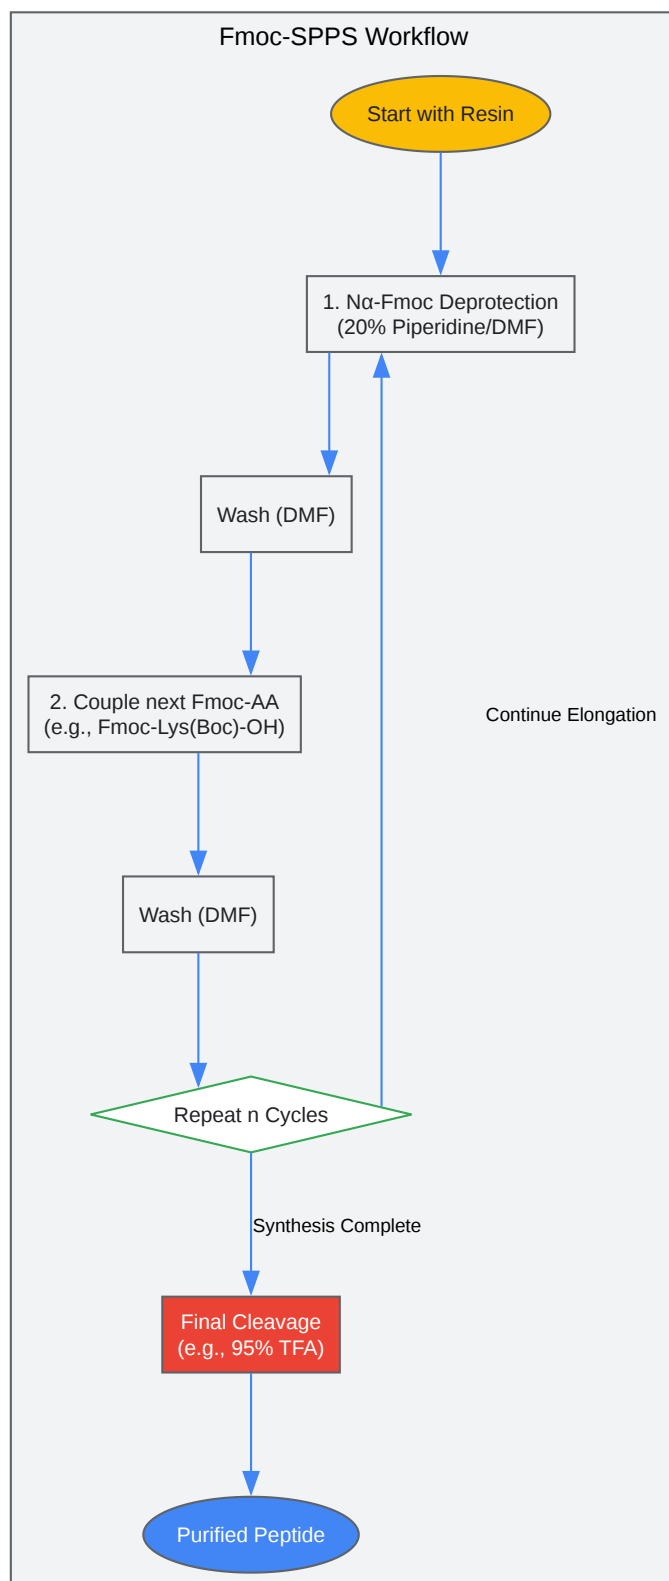 Fmoc-SPPS Workflow
Start with Resin
1. Nα-Fmoc Deprotection
(20% Piperidine/DMF)
Wash (DMF)
2. Couple next Fmoc-AA
(e.g., Fmoc-Lys(Boc)-OH)
Continue Elongation
Wash (DMF)
Repeat n Cycles
Synthesis Complete
Final Cleavage
(e.g., 95% TFA)
Purified Peptide